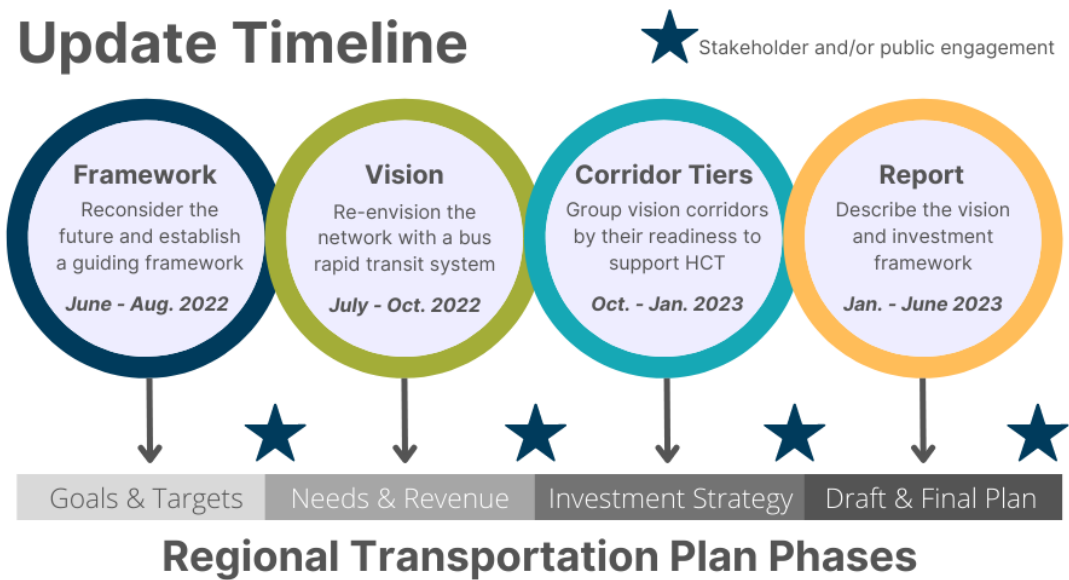 Update Timeline
Stakeholder and/or public engagement
Framework
Reconsider the
future and establish
a guiding framework
June - Aug. 2022
Vision
Re-envision the
network with a bus
rapid transit system
July - Oct. 2022
Corridor Tiers
Group vision corridors
by their readiness to
support HCT
Oct. - Jan. 2023
Report
Describe the vision
and investment
framework
Jan. - June 2023
Goals & Targets
Needs & Revenue
Investment Strategy
Draft & Final Plan
Regional Transportation Plan Phases